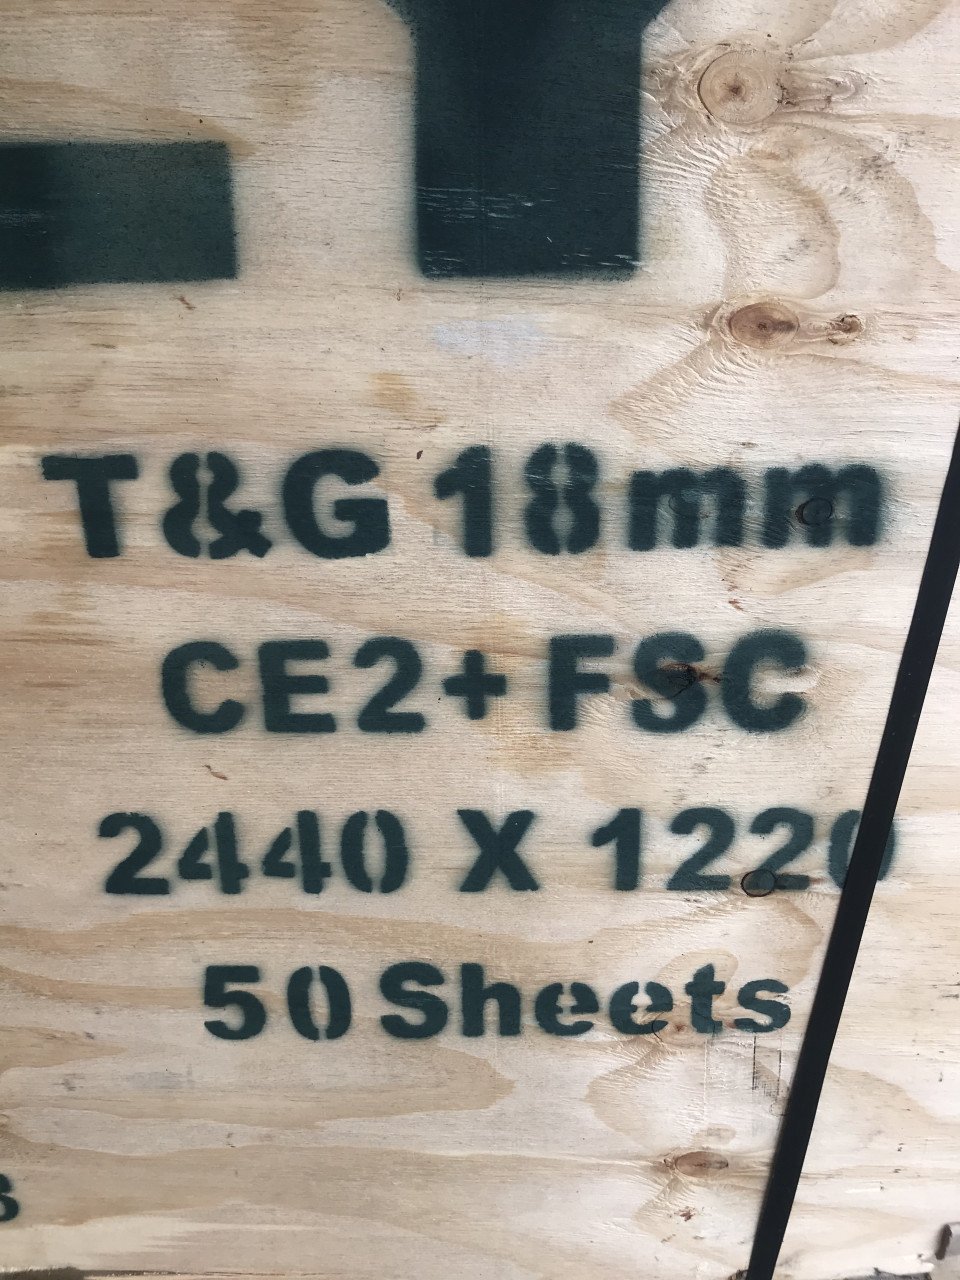 T&G 18mm
CE2+ FSC
2440 X 1220
50 Sheets